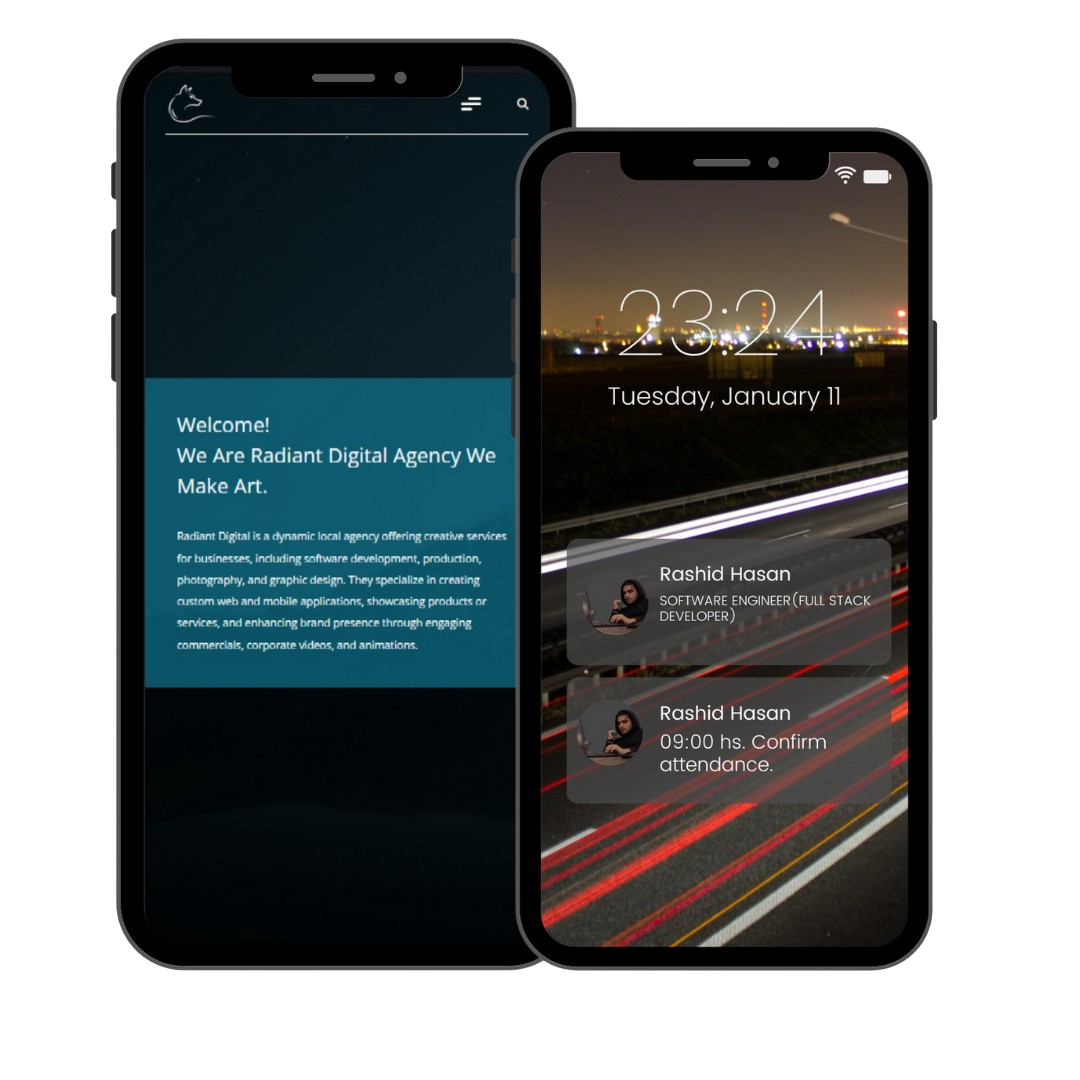 Welcome!
We Are Radiant Digital Agency We
Make Art.
Radiant Digital is a dynamic local agency offering creative services
for businesses, including software development, production,
photography, and graphic design. They specialize in creating
custom web and mobile applications, showcasing products or
services, and enhancing brand presence through engaging
commercials, corporate videos, and animations.
23:24
Tuesday, January 11
Rashid Hasan
SOFTWARE ENGINEER(FULL STACK
DEVELOPER)
Rashid Hasan
09:00 hs. Confirm
attendance.